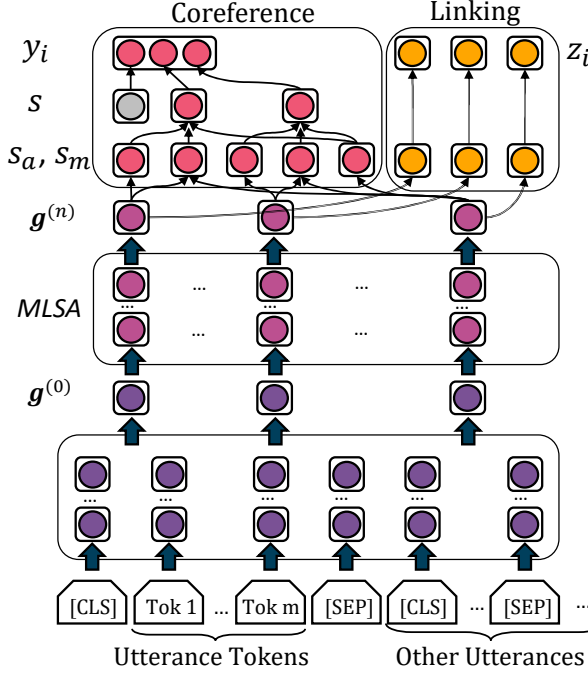 Coreference Linking
y_i z_i
s
s_a, s_m
g^(n)
... ...
MLSA ... ... ...
... ...
g^(0)
... ... ... ... ... ...
[CLS] Tok 1 ... Tok m [SEP] [CLS] ... [SEP] ...
Utterance Tokens Other Utterances